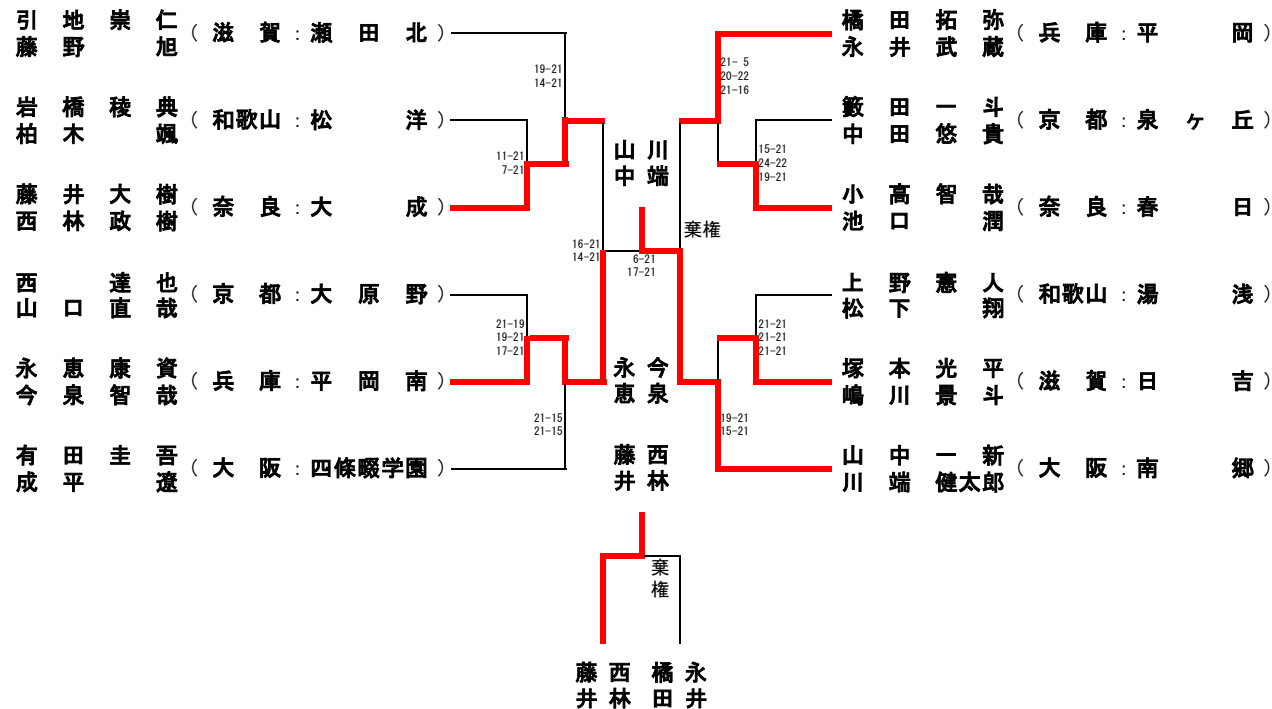 引地崇仁
藤野旭
(滋賀:瀬田北)
岩橋稜典
柏木颯
(和歌山:松洋)
藤井大樹
西林政樹
(奈良:大成)
西達也
山口直哉
(京都:大原野)
永恵康資
今泉智哉
(兵庫:平岡南)
有田圭吾
成平遼
(大阪:四條畷学園)
19-21
14-21
11-21
7-21
21-19
19-21
17-21
21-15
21-15
16-21
14-21
山中
川端
6-21
17-21
棄権
永恵
今泉
藤井
西林
棄権
藤井
西林
橘田
永井
21- 5
20-22
21-16
15-21
24-22
19-21
21-21
21-21
21-21
19-21
15-21
橘田拓弥
永井武蔵
(兵庫:平岡)
籔田一斗
中田悠貴
(京都:泉ヶ丘)
小高智哉
池口潤
(奈良:春日)
上野憲人
松下翔
(和歌山:湯浅)
塚本光平
嶋川景斗
(滋賀:日吉)
山中一新
川端健太郎
(大阪:南郷)